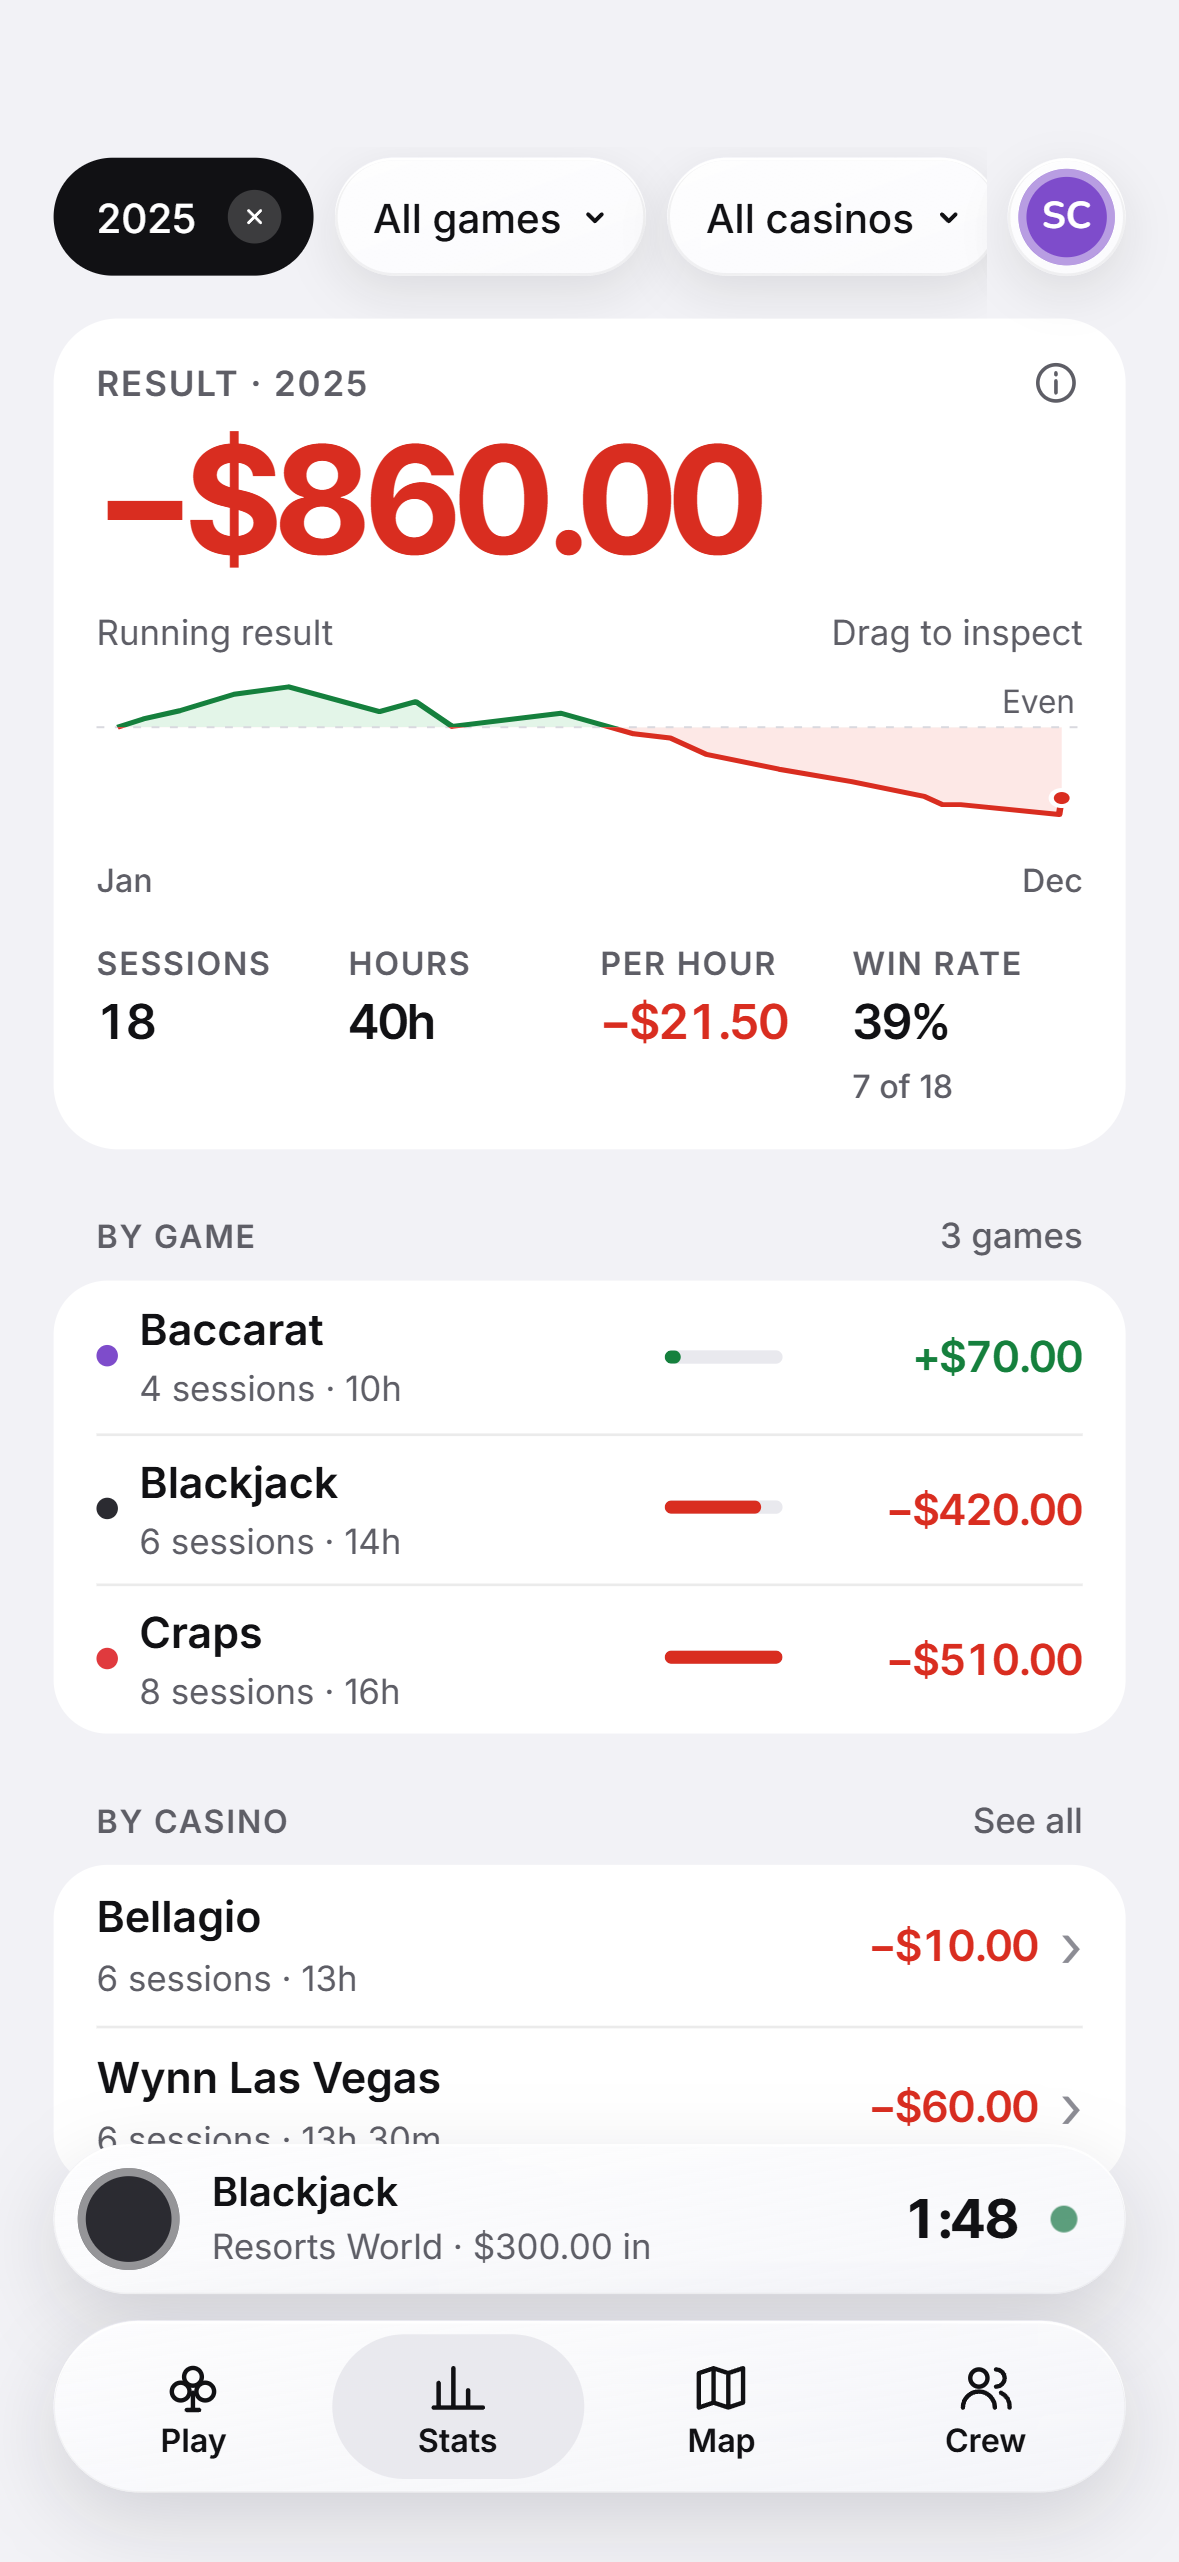 2025
All games
All casinos
SC
RESULT · 2025
–$860.00
Running result
Drag to inspect
Even
Jan
Dec
SESSIONS
HOURS
PER HOUR
WIN RATE
18
40h
–$21.50
39%
7 of 18
BY GAME
3 games
Baccarat
4 sessions · 10h
+$70.00
Blackjack
6 sessions · 14h
–$420.00
Craps
8 sessions · 16h
–$510.00
BY CASINO
See all
Bellagio
6 sessions · 13h
–$10.00
Wynn Las Vegas
6 sessions · 13h 30m
–$60.00
Blackjack
Resorts World · $300.00 in
1:48
Play
Stats
Map
Crew